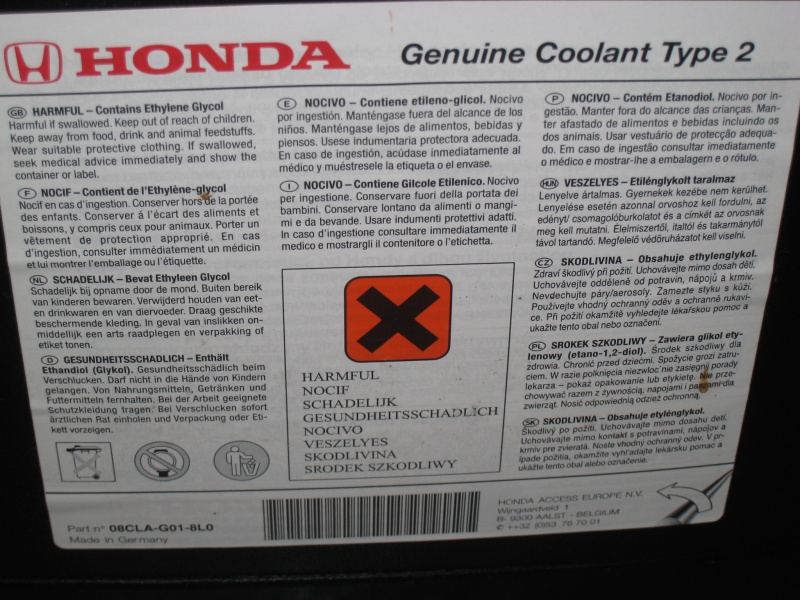 HONDA
Genuine Coolant Type 2
GB HARMFUL – Contains Ethylene Glycol
Harmful if swallowed. Keep out of reach of children.
Keep away from food, drink and animal feedstuffs.
Wear suitable protective clothing. If swallowed,
seek medical advice immediately and show the
container or label.
F NOCIF – Contient de l'Ethylène-glycol
Nocif en cas d'ingestion. Conserver hors de la portée
des enfants. Conserver à l'écart des aliments et
boissons, y compris ceux pour animaux. Porter un
vêtement de protection approprié. En cas
d'ingestion, consulter immédiatement un médicin
et lui montrer l'emballage ou l'étiquette.
NL SCHADELIJK – Bevat Ethyleen Glycol
Schadelijk bij opname door de mond. Buiten bereik
van kinderen bewaren. Verwijderd houden van eet-
en drinkwaren en van diervoeder. Draag geschikte
beschermende kleding. In geval van inslikken on-
middellijk een arts raadplegen en verpakking of
etiket tonen.
D GESUNDHEITSSCHADLICH – Enthält
Ethandiol (Glykol). Gesundheitsschädlich beim
Verschlucken. Darf nicht in die Hände von Kindern
gelangen. Von Nahrungsmitteln, Getränken und
Futtermitteln fernhalten. Bei der Arbeit geeignete
Schutzkleidung tragen. Bei Verschlucken sofort
ärztlichen Rat einholen und Verpackung oder Eti-
kett vorzeigen.
E NOCIVO – Contiene etileno-glicol. Nocivo
por ingestión. Manténgase fuera del alcance de los
niños. Manténgase lejos de alimentos, bebidas y
piensos. Usese indumentaria protectora adecuada.
En caso de ingestión, acúdase inmediatamente al
médico y muéstresele la etiqueta o el envase.
I NOCIVO – Contiene Gilcole Etilenico. Nocivo
per ingestione. Conservare fuori della portata dei
bambini. Conservare lontano da alimenti o mangi-
mi e da bevande. Usare indumenti protettivi adatti.
In caso d'ingestione consultare immediatamente il
medico e mostrargli il contenitore o l'etichetta.
HARMFUL
NOCIF
SCHADELIJK
GESUNDHEITSSCHADLICH
NOCIVO
VESZELYES
SKODLIVINA
SRODEK SZKODLIWY
P NOCIVO – Contém Etanodiol. Nocivo por in-
gestão. Manter fora do alcance das crianças. Man-
ter afastado de alimentos e bebidas incluindo os
dos animais. Usar vestuário de protecção adequa-
do. Em caso de ingestão consultar imediatamente
o médico e mostrar-lhe a embalagem e o rótulo.
HUN VESZELYES – Etilénglykolt taralmaz
Lenyelve ártalmas. Gyernekek kezébe nem kerülhet.
Lenyelése esetén azonnal orvoshoz kell fordulni, az
edényt/ csomagolóburkolatot és a címkét az orvosnak
meg kell mutatni. Élelmiszertől, italtól és takarmánytól
távol tartandó. Megfelelő védőruházatot kell viselni.
CZ SKODLIVINA – Obsahuje ethylenglykol.
Zdraví škodlivý při požití. Uchovávejte mimo dosah dětí.
Uchovávejte odděleně od potravin, nápojů a krmiv.
Nevdechujte páry/aerosoly. Zamezte styku s kůží.
Používejte vhodný ochranný oděv a ochranné rukavi-
ce. Při požití okamžitě vyhledejte lékařskou pomoc a
ukažte tento obal nebo označení.
PL SROKEK SZKODLIWY – Zawiera glikol ety-
lenowy (etano-1,2-diol). Środek szkodliwy dla
zdrowia. Chronić przed dziećmi. Spożycie grozi zatru-
ciem. W razie polknięcia niezwłocznie zasięgnij porady
lekarza – pokaż opakowanie lub etykietę. Nie prze-
chowywać razem z żywnością, napojami i paszami dla
zwierząt. Nosić odpowiednią odzież ochronną.
SK SKODLIVINA – Obsahuje etylénglykol.
Škodlivý po požití. Uchovávajte mimo dosahu detí.
Uchovávajte mimo kontakt s potravinami, nápojov a
krmiv pre zvieratá. Noste vhodný ochranný odev. V prí-
pade požitia, okamžite vyhľadajte lekársku pomoc a
ukážte tento obal alebo označenie.
Part n° 08CLA-G01-8L0
Made in Germany
HONDA ACCESS EUROPE N.V.
Wijngaardveld 1
B- 9300 AALST - BELGIUM
✆ ++32 (0)53 76 70 01